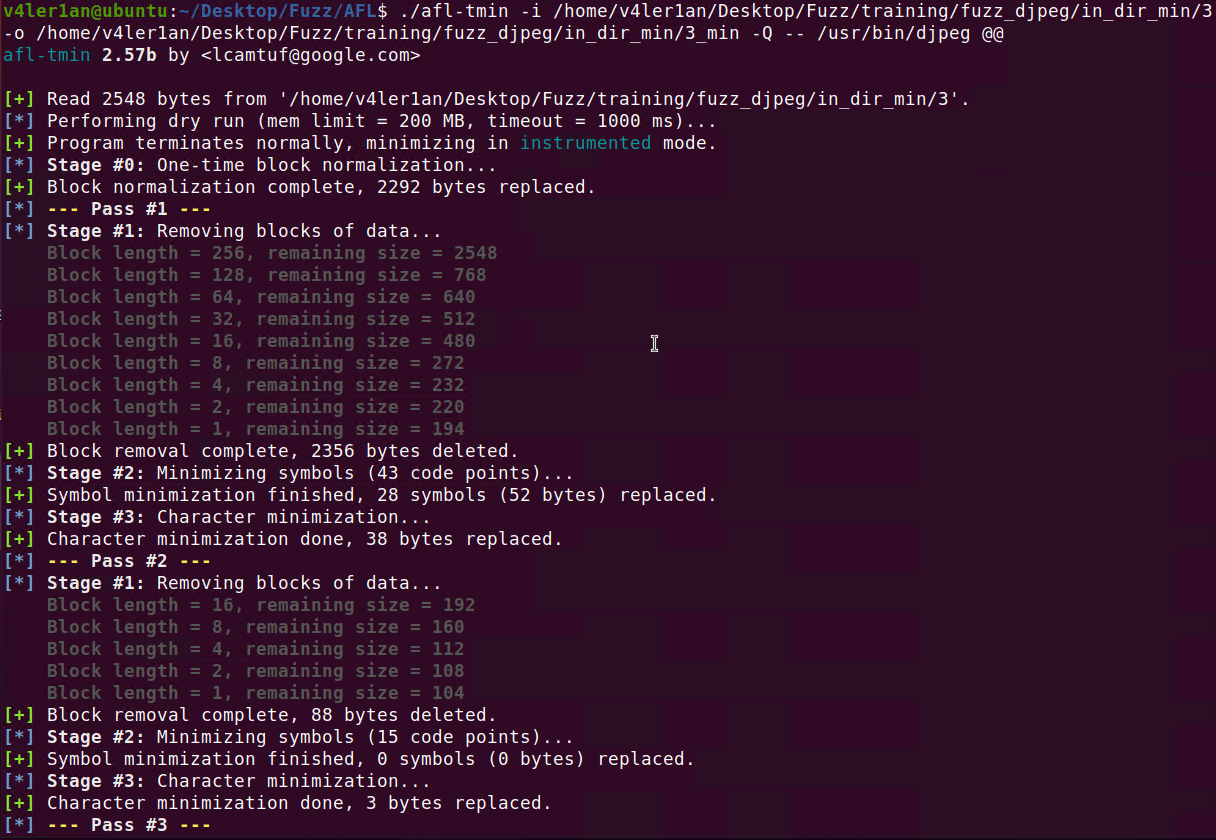 v4ler1an@ubuntu:~/Desktop/Fuzz/AFL$ ./afl-tmin -i /home/v4ler1an/Desktop/Fuzz/training/fuzz_djpeg/in_dir_min/3
-o /home/v4ler1an/Desktop/Fuzz/training/fuzz_djpeg/in_dir_min/3_min -Q -- /usr/bin/djpeg @@
afl-tmin 2.57b by <lcamtuf@google.com>
[+] Read 2548 bytes from '/home/v4ler1an/Desktop/Fuzz/training/fuzz_djpeg/in_dir_min/3'.
[*] Performing dry run (mem limit = 200 MB, timeout = 1000 ms)...
[+] Program terminates normally, minimizing in instrumented mode.
[*] Stage #0: One-time block normalization...
[+] Block normalization complete, 2292 bytes replaced.
[*] --- Pass #1 ---
[*] Stage #1: Removing blocks of data...
Block length = 256, remaining size = 2548
Block length = 128, remaining size = 768
Block length = 64, remaining size = 640
Block length = 32, remaining size = 512
Block length = 16, remaining size = 480
Block length = 8, remaining size = 272
Block length = 4, remaining size = 232
Block length = 2, remaining size = 220
Block length = 1, remaining size = 194
[+] Block removal complete, 2356 bytes deleted.
[*] Stage #2: Minimizing symbols (43 code points)...
[+] Symbol minimization finished, 28 symbols (52 bytes) replaced.
[*] Stage #3: Character minimization...
[+] Character minimization done, 38 bytes replaced.
[*] --- Pass #2 ---
[*] Stage #1: Removing blocks of data...
Block length = 16, remaining size = 192
Block length = 8, remaining size = 160
Block length = 4, remaining size = 112
Block length = 2, remaining size = 108
Block length = 1, remaining size = 104
[+] Block removal complete, 88 bytes deleted.
[*] Stage #2: Minimizing symbols (15 code points)...
[+] Symbol minimization finished, 0 symbols (0 bytes) replaced.
[*] Stage #3: Character minimization...
[+] Character minimization done, 3 bytes replaced.
[*] --- Pass #3 ---